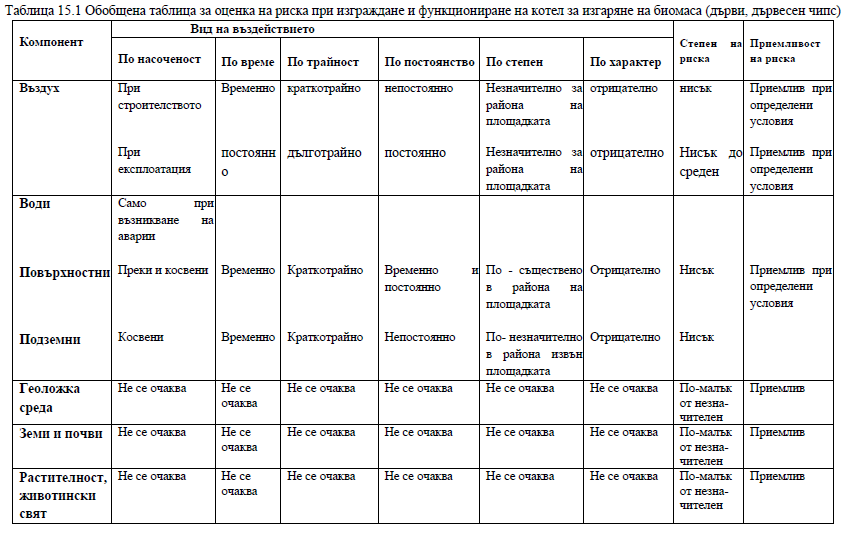 Таблица 15.1 Обобщена таблица за оценка на риска при изграждане и функциониране на котел за изгаряне на биомаса (дърви, дървесен чипс)
Компонент
Вид на въздействието
Степен на риска
Приемливост на риска
По насоченост
По време
По трайност
По постоянство
По степен
По характер
Въздух
При строителството
Временно
краткотрайно
непостоянно
Незначително за района на площадката
отрицателно
нисък
Приемлив при определени условия
При експлоатация
постоянно
дълготрайно
постоянно
Незначително за района на площадката
отрицателно
Нисък до среден
Приемлив при определени условия
Води
Само при възникване на аварии
Повърхностни
Преки и косвени
Временно
Краткотрайно
Временно и постоянно
По - съществено в района на площадката
Отрицателно
Нисък
Приемлив при определени условия
Подземни
Косвени
Временно
Краткотрайно
Непостоянно
По- незначително в района извън площадката
Отрицателно
Нисък
Геоложка среда
Не се очаква
Не се очаква
Не се очаква
Не се очаква
Не се очаква
Не се очаква
По-малък от незна-чителен
Приемлив
Земи и почви
Не се очаква
Не се очаква
Не се очаква
Не се очаква
Не се очаква
Не се очаква
По-малък от незна-чителен
Приемлив
Растителност, животински свят
Не се очаква
Не се очаква
Не се очаква
Не се очаква
Не се очаква
Не се очаква
По-малък от незна-чителен
Приемлив